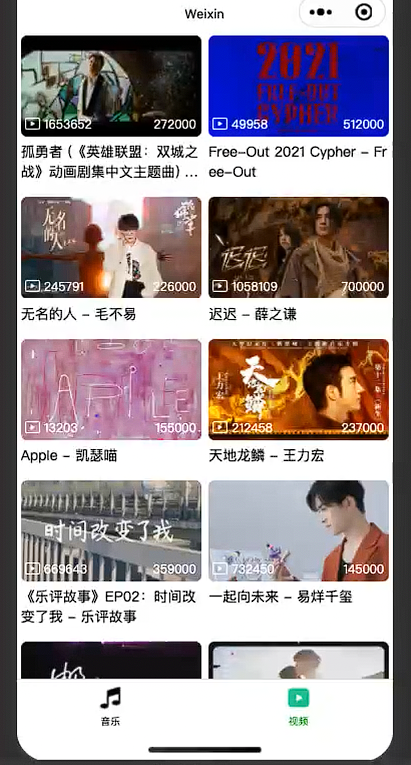 Weixin
1653652
272000
孤勇者 (《英雄联盟：双城之
战》动画剧集中文主题曲) ...
2021
FREE-OUT
CYPHER
49958
512000
Free-Out 2021 Cypher - Fr
ee-Out
无名
的人
245791
226000
无名的人 - 毛不易
迟迟
1058109
700000
迟迟 - 薛之谦
APPLE
13203
155000
Apple - 凯瑟喵
天地
龙鳞
王力宏
212458
237000
天地龙鳞 - 王力宏
时间改变了我
669643
359000
《乐评故事》EP02：时间改
变了我 - 乐评故事
732450
145000
一起向未来 - 易烊千玺
音乐
视频